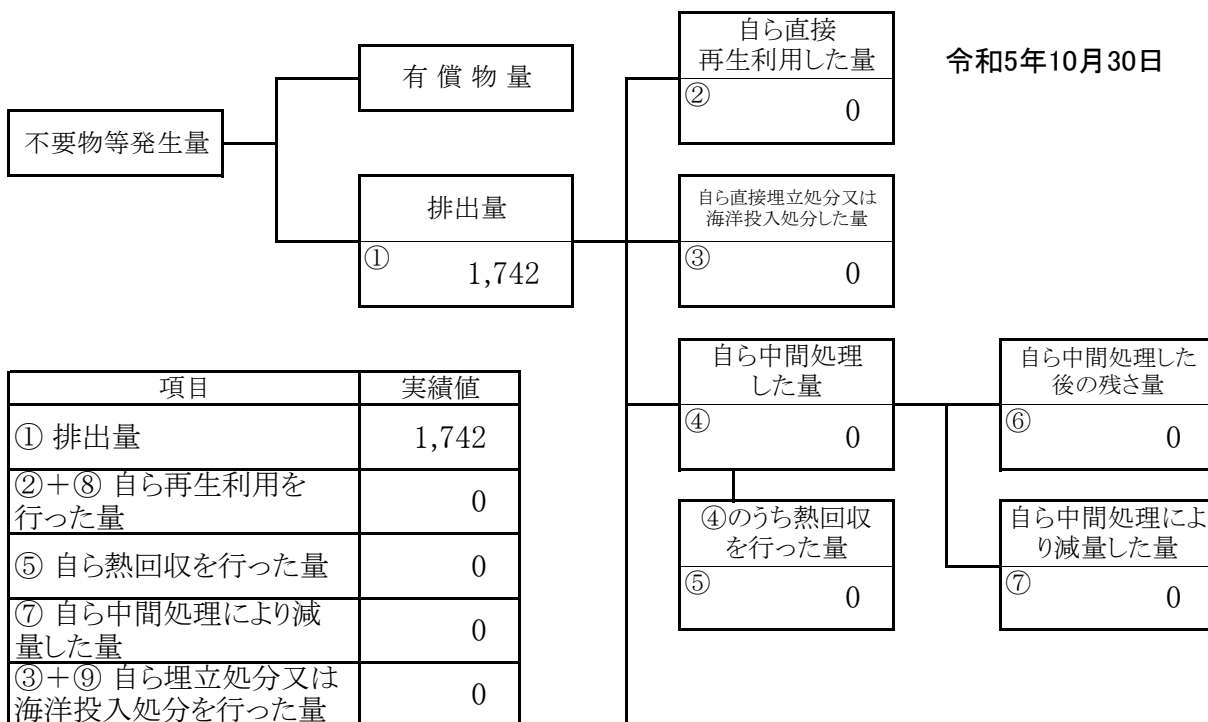 自ら直接
再生利用した量
② 0
令和5年10月30日
有 償 物 量
不要物等発生量
排出量
① 1,742
自ら直接埋立処分又は
海洋投入処分した量
③ 0
自ら中間処理
した量
④ 0
自ら中間処理した
後の残さ量
⑥ 0
④のうち熱回収
を行った量
⑤ 0
自ら中間処理によ
り減量した量
⑦ 0
項目 実績値
① 排出量 1,742
②+⑧ 自ら再生利用を
行った量 0
⑤ 自ら熱回収を行った量 0
⑦ 自ら中間処理により減
量した量 0
③+⑨ 自ら埋立処分又は
海洋投入処分を行った量 0